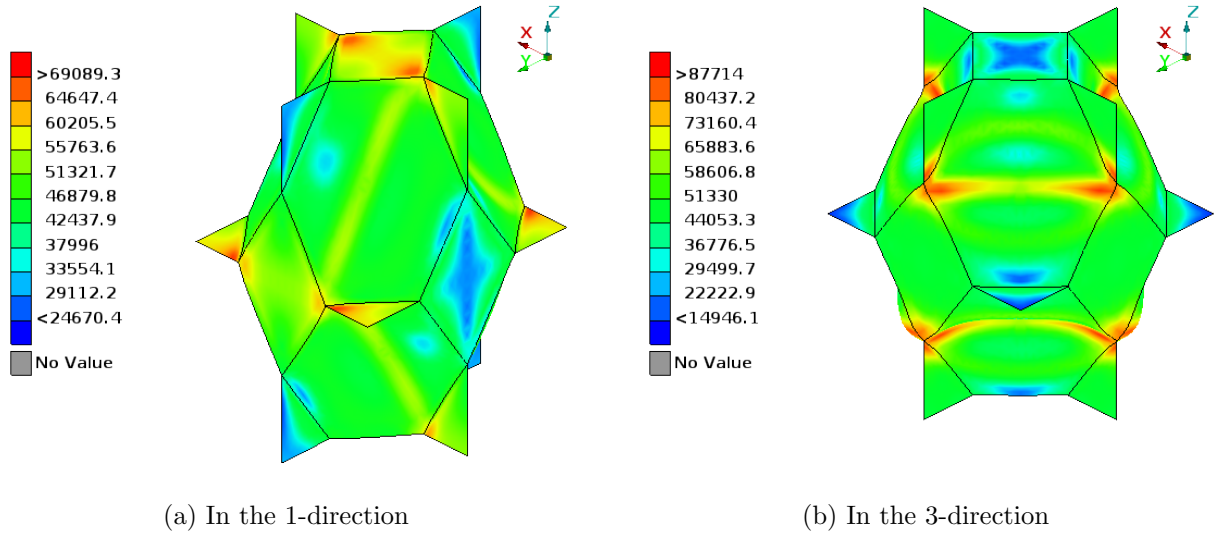 >69089.3
64647.4
60205.5
55763.6
51321.7
46879.8
42437.9
37996
33554.1
29112.2
<24670.4
No Value
X
Y
Z
>87714
80437.2
73160.4
65883.6
58606.8
51330
44053.3
36776.5
29499.7
22222.9
<14946.1
No Value
X
Y
Z
(a) In the 1-direction
(b) In the 3-direction